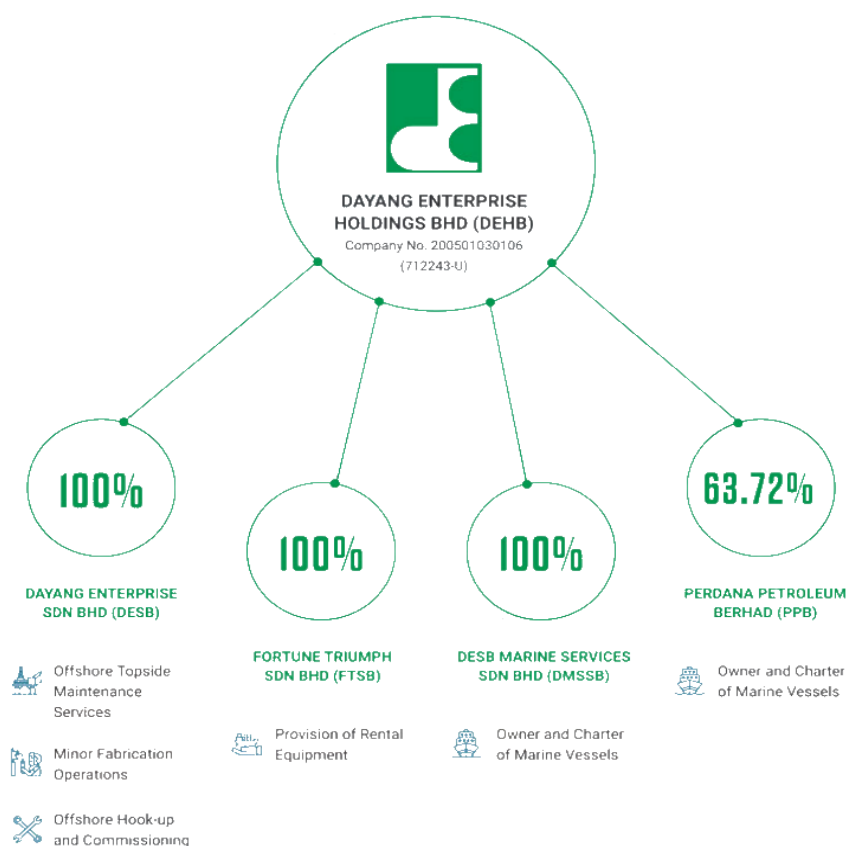 DAYANG ENTERPRISE
HOLDINGS BHD (DEHB)
Company No. 200501030106
(712243-U)
100%
DAYANG ENTERPRISE
SDN BHD (DESB)
Offshore Topside
Maintenance
Services
Minor Fabrication
Operations
Offshore Hook-up
and Commissioning
100%
FORTUNE TRIUMPH
SDN BHD (FTSB)
Provision of Rental
Equipment
100%
DESB MARINE SERVICES
SDN BHD (DMSSB)
Owner and Charter
of Marine Vessels
63.72%
PERDANA PETROLEUM
BERHAD (PPB)
Owner and Charter
of Marine Vessels